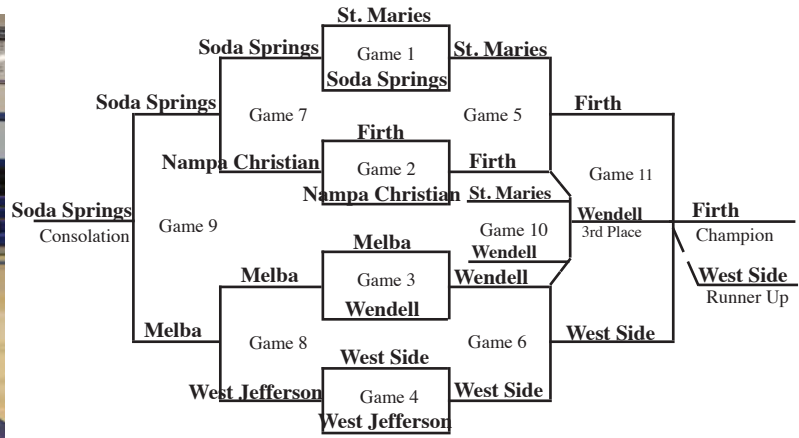 St. Maries
Soda Springs
Game 1
St. Maries
Soda Springs
Soda Springs
Game 7
Game 5
Firth
Firth
Nampa Christian
Game 2
Firth
Game 11
Nampa Christian
St. Maries
Soda Springs
Game 9
Game 10
Wendell
Firth
Consolation
3rd Place
Champion
Melba
Wendell
Melba
Game 3
Wendell
West Side
Wendell
Runner Up
Melba
Game 8
Game 6
West Side
West Side
West Jefferson
Game 4
West Side
West Jefferson